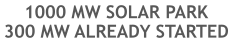 1000 MW SOLAR PARK
300 MW ALREADY STARTED